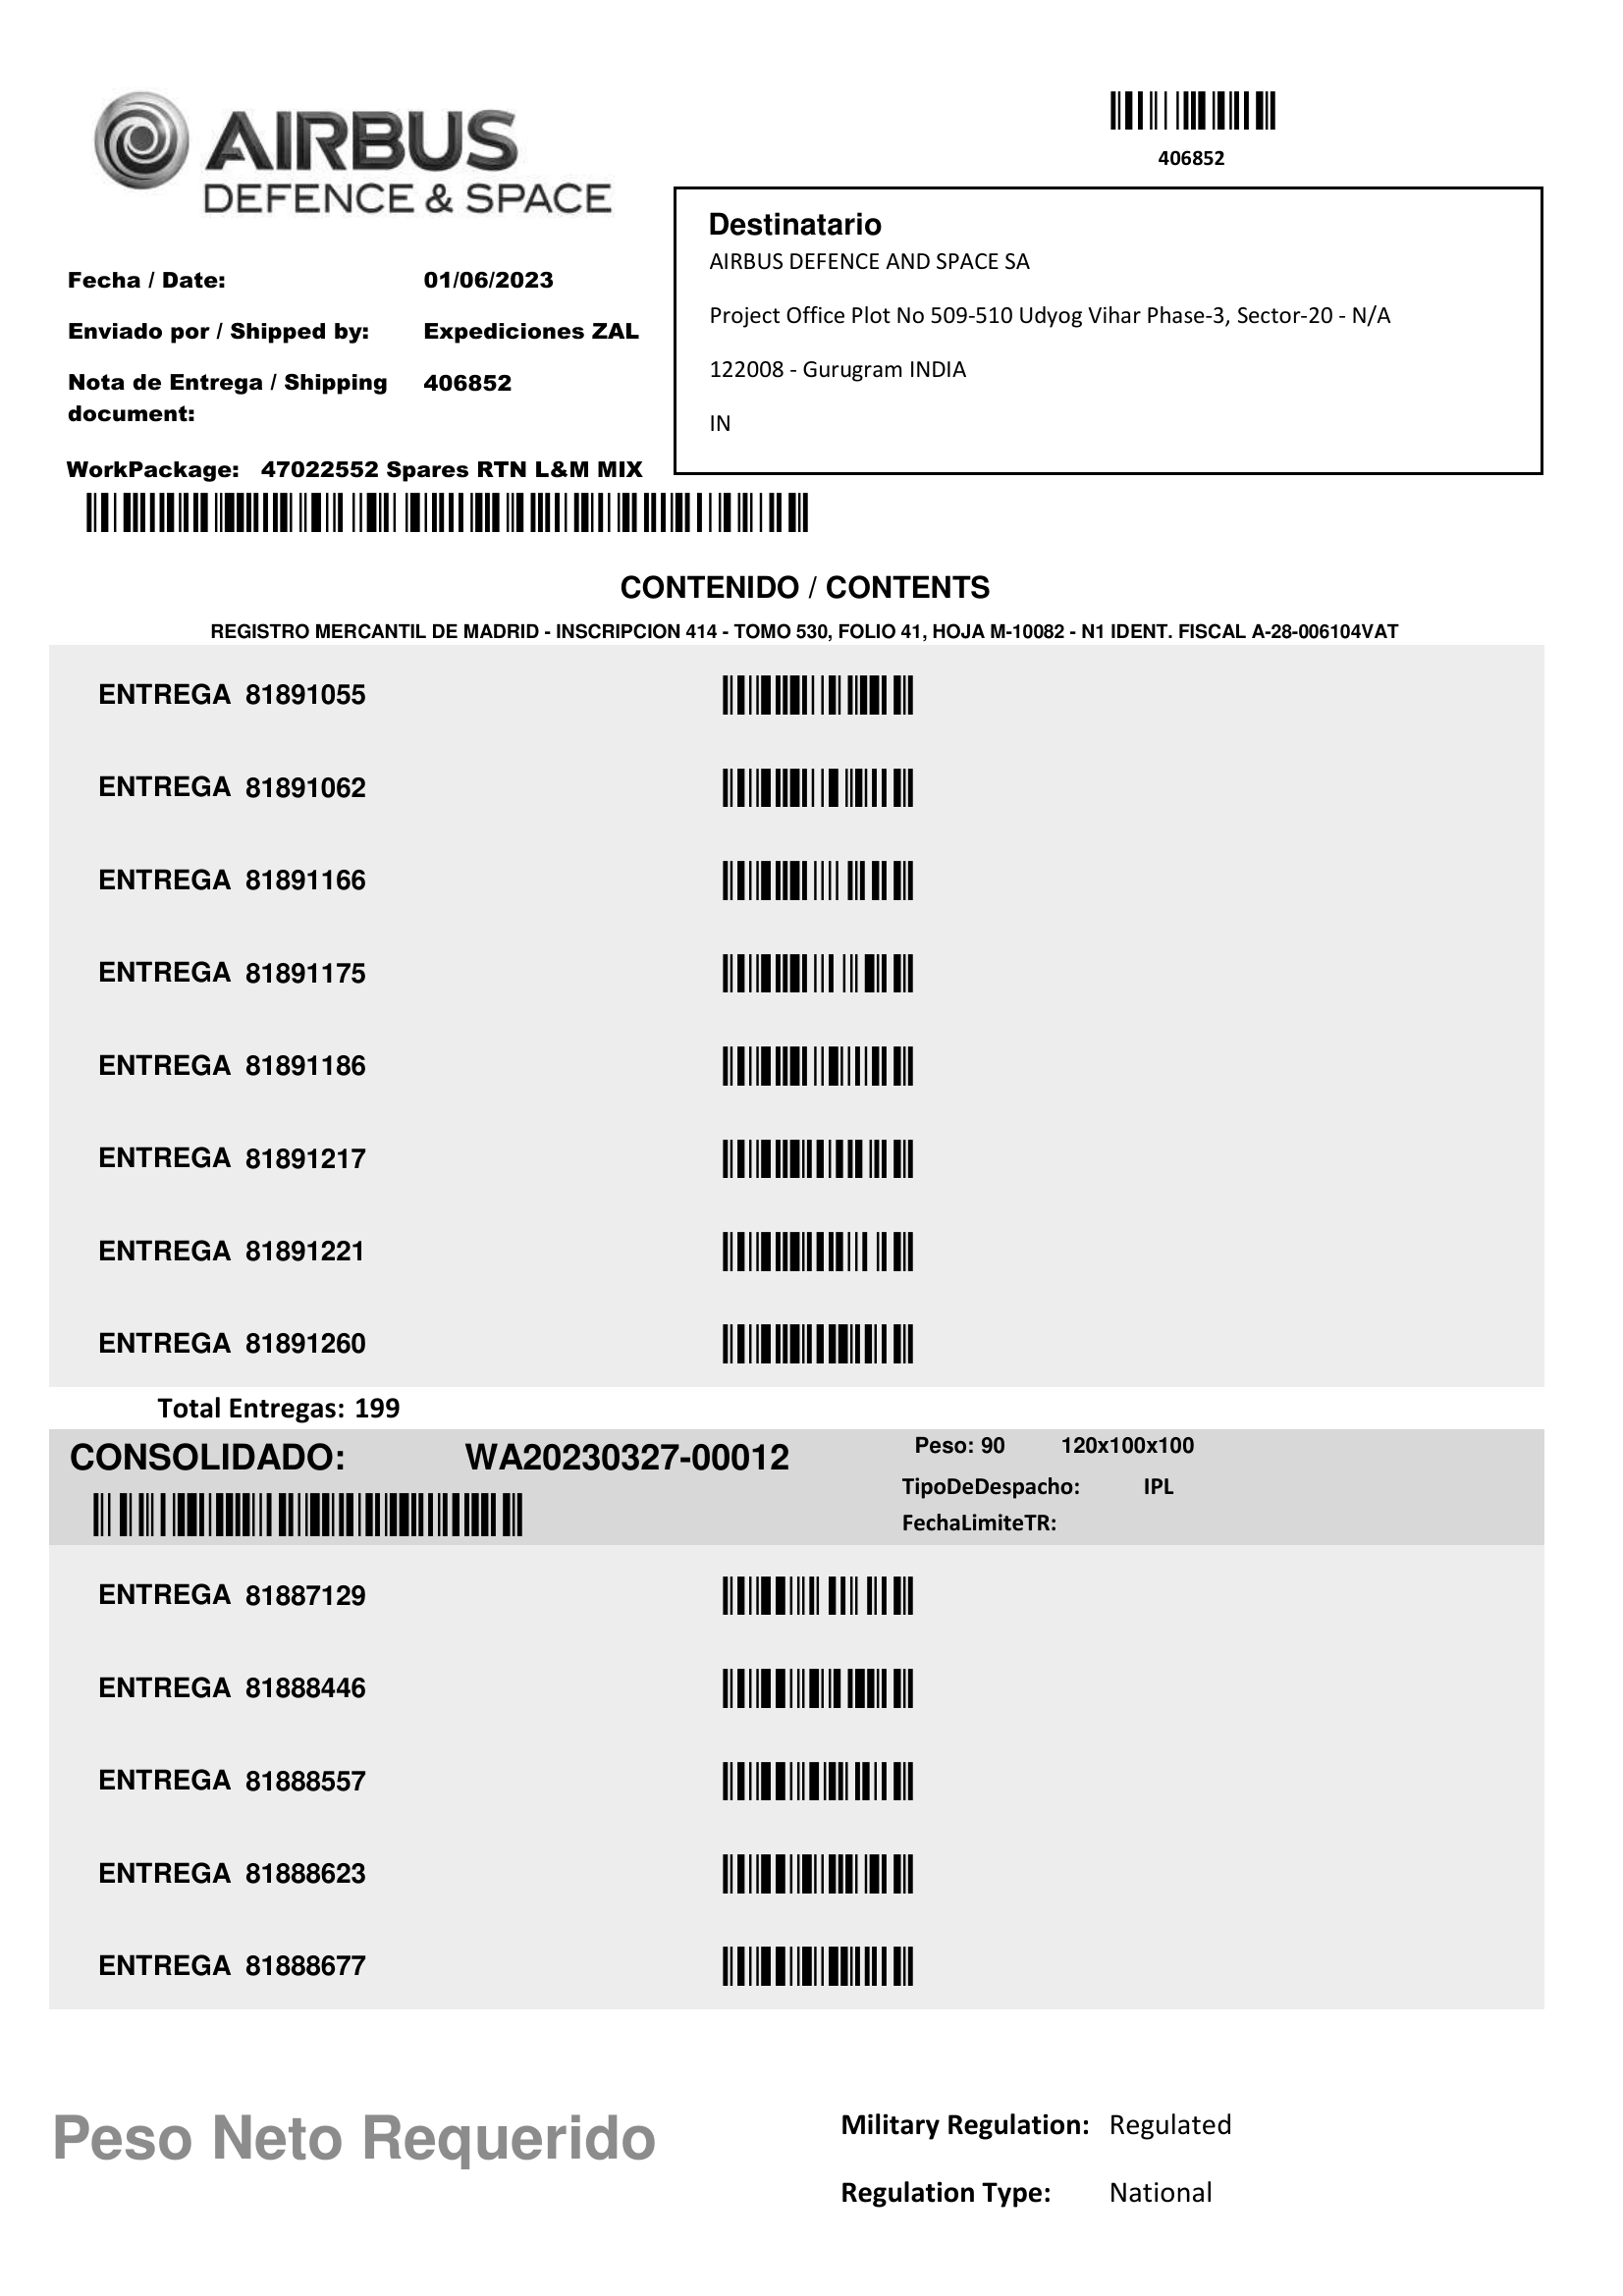 AIRBUS
DEFENCE & SPACE
406852
Destinatario
AIRBUS DEFENCE AND SPACE SA
Project Office Plot No 509-510 Udyog Vihar Phase-3, Sector-20 - N/A
122008 - Gurugram INDIA
IN
Fecha / Date: 01/06/2023
Enviado por / Shipped by: Expediciones ZAL
Nota de Entrega / Shipping document: 406852
WorkPackage: 47022552 Spares RTN L&M MIX
CONTENIDO / CONTENTS
REGISTRO MERCANTIL DE MADRID - INSCRIPCION 414 - TOMO 530, FOLIO 41, HOJA M-10082 - N1 IDENT. FISCAL A-28-006104VAT
ENTREGA 81891055
ENTREGA 81891062
ENTREGA 81891166
ENTREGA 81891175
ENTREGA 81891186
ENTREGA 81891217
ENTREGA 81891221
ENTREGA 81891260
Total Entregas: 199
CONSOLIDADO: WA20230327-00012
Peso: 90 120x100x100
TipoDeDespacho: IPL
FechaLimiteTR:
ENTREGA 81887129
ENTREGA 81888446
ENTREGA 81888557
ENTREGA 81888623
ENTREGA 81888677
Peso Neto Requerido
Military Regulation: Regulated
Regulation Type: National